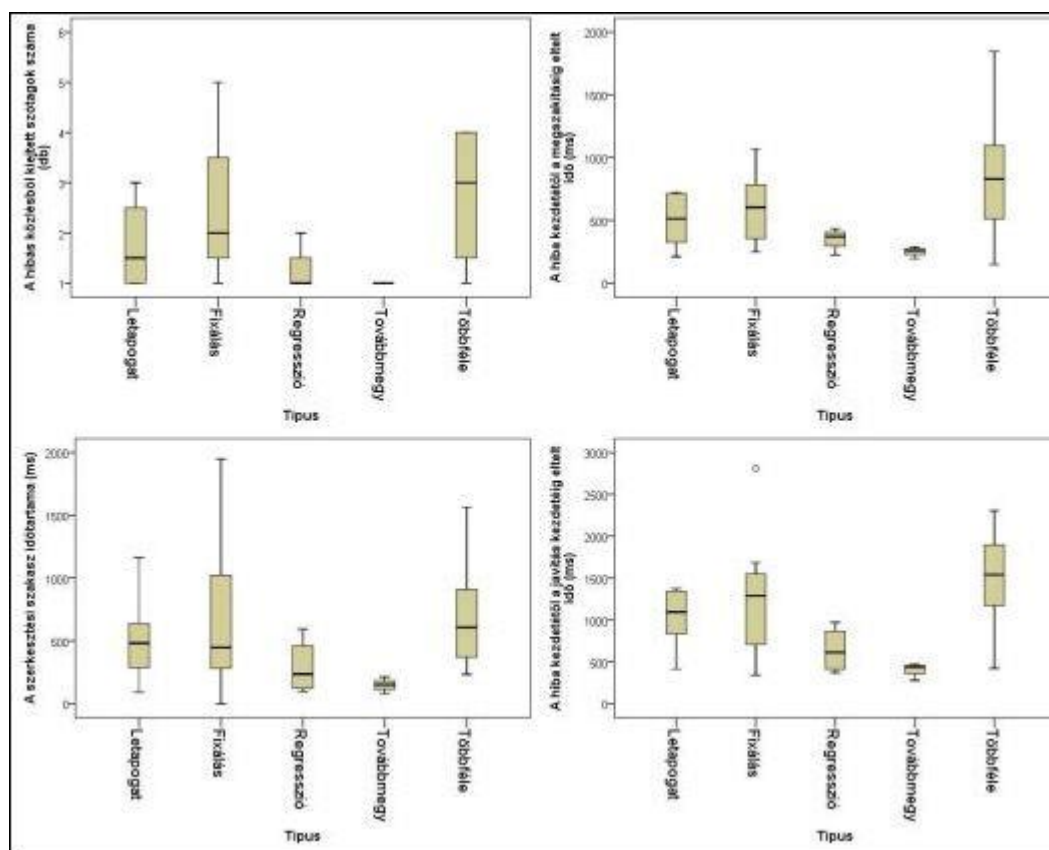 A hibás közlésből kiejtett szótagok száma
(db)
6
5
4
3
2
1
Letapogat
Fixálás
Regresszió
Továbbmegy
Többféle
Típus
A hiba kezdetétől a megszakításig eltelt
idő (ms)
2000
1500
1000
500
0
Letapogat
Fixálás
Regresszió
Továbbmegy
Többféle
Típus
A szerkesztési szakasz időtartama (ms)
2000
1500
1000
500
0
Letapogat
Fixálás
Regresszió
Továbbmegy
Többféle
Típus
A hiba kezdetétől a javítás kezdetéig eltelt
idő (ms)
3000
2500
2000
1500
1000
500
0
Letapogat
Fixálás
Regresszió
Továbbmegy
Többféle
Típus